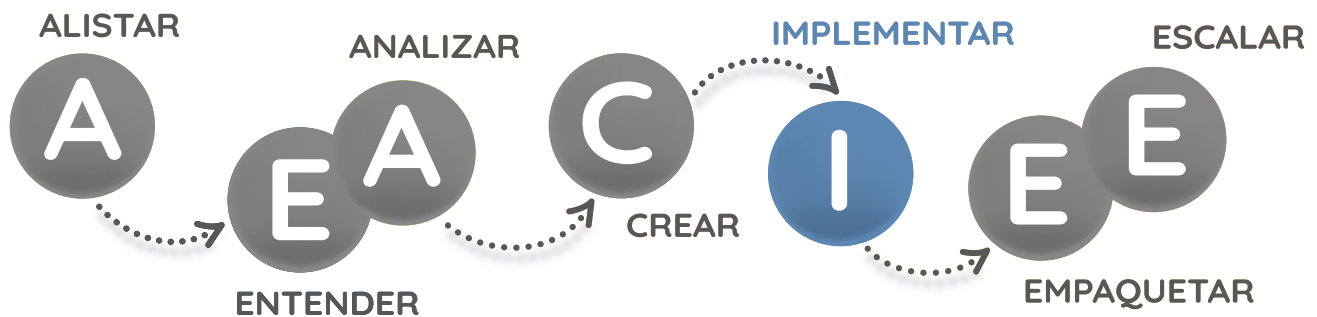 ALISTAR
A
E
ENTENDER
ANALIZAR
A
C
CREAR
IMPLEMENTAR
I
E
EMPAQUETAR
ESCALAR
E